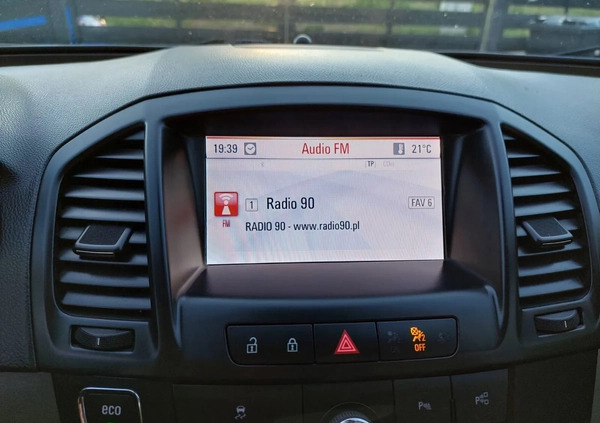 19:39 Audio FM 21°C
TP
1 Radio 90 FAV 6
FM RADIO 90 - www.radio90.pl
2
OFF
eco
P
P